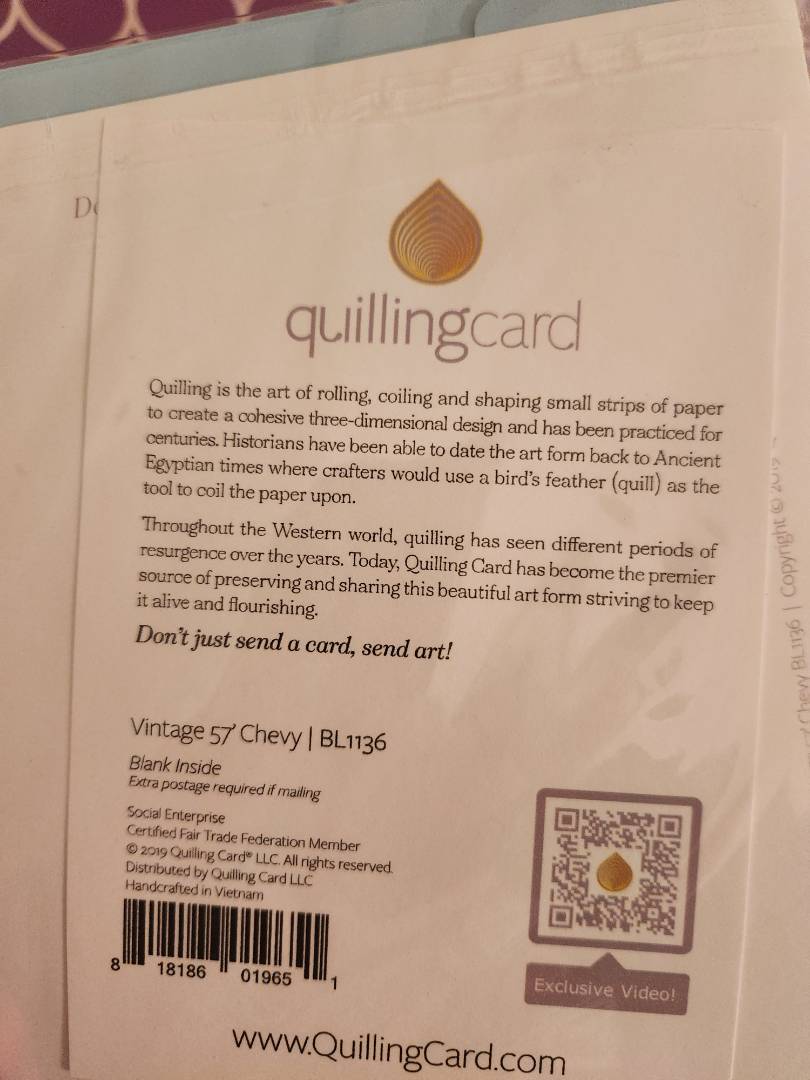 De
quillingcard
Quilling is the art of rolling, coiling and shaping small strips of paper
to create a cohesive three-dimensional design and has been practiced for
centuries. Historians have been able to date the art form back to Ancient
Egyptian times where crafters would use a bird's feather (quill) as the
tool to coil the paper upon.
Throughout the Western world, quilling has seen different periods of
resurgence over the years. Today, Quilling Card has become the premier
source of preserving and sharing this beautiful art form striving to keep
it alive and flourishing.
Don't just send a card, send art!
Vintage 57' Chevy | BL1136
Blank Inside
Extra postage required if mailing
Social Enterprise
Certified Fair Trade Federation Member
© 2019 Quilling Card® LLC. All rights reserved.
Distributed by Quilling Card LLC
Handcrafted in Vietnam
8 18186 01965 1
Exclusive Video!
www.QuillingCard.com
Chevy BL1136 | Copyright © 2019